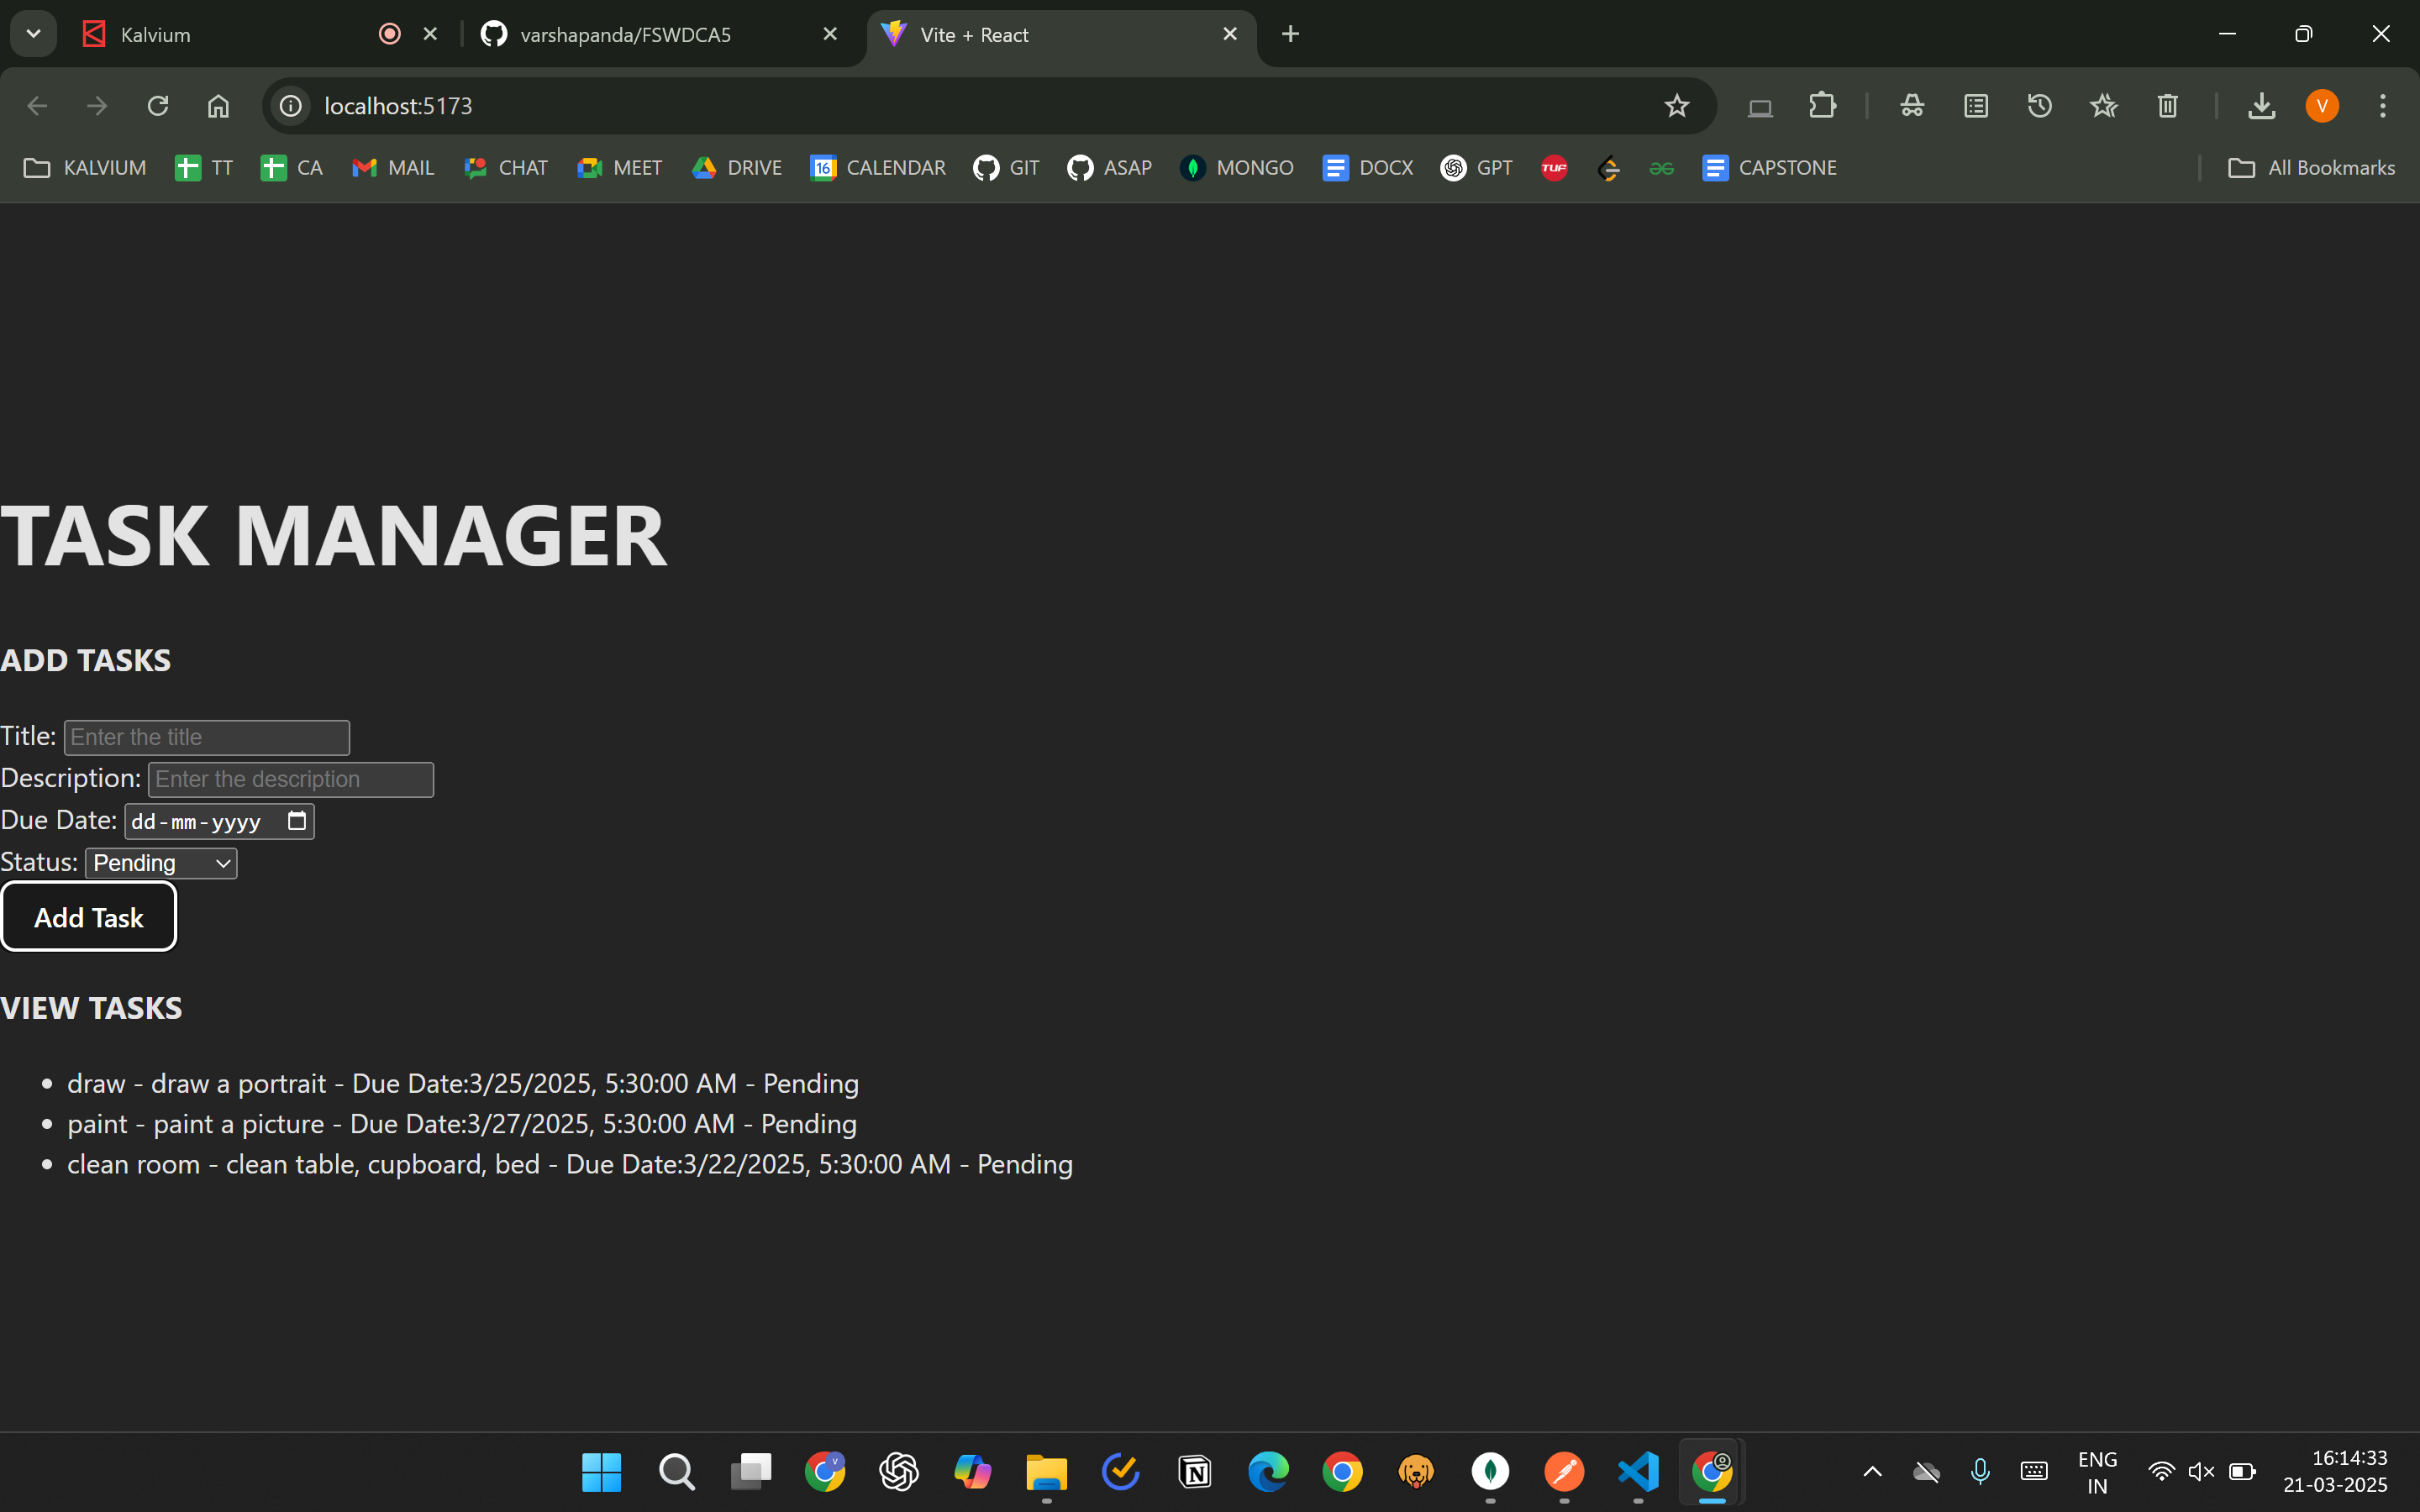 Kalvium
varshapanda/FSWDCA5
Vite + React
localhost:5173
V
KALVIUM
TT
CA
MAIL
CHAT
MEET
DRIVE
16
CALENDAR
GIT
ASAP
MONGO
DOCX
GPT
TUF
CAPSTONE
All Bookmarks
TASK MANAGER
ADD TASKS
Title: Enter the title
Description: Enter the description
Due Date: dd-mm-yyyy
Status: Pending
Add Task
VIEW TASKS
draw - draw a portrait - Due Date:3/25/2025, 5:30:00 AM - Pending
paint - paint a picture - Due Date:3/27/2025, 5:30:00 AM - Pending
clean room - clean table, cupboard, bed - Due Date:3/22/2025, 5:30:00 AM - Pending
V
N
ENG
IN
16:14:33
21-03-2025